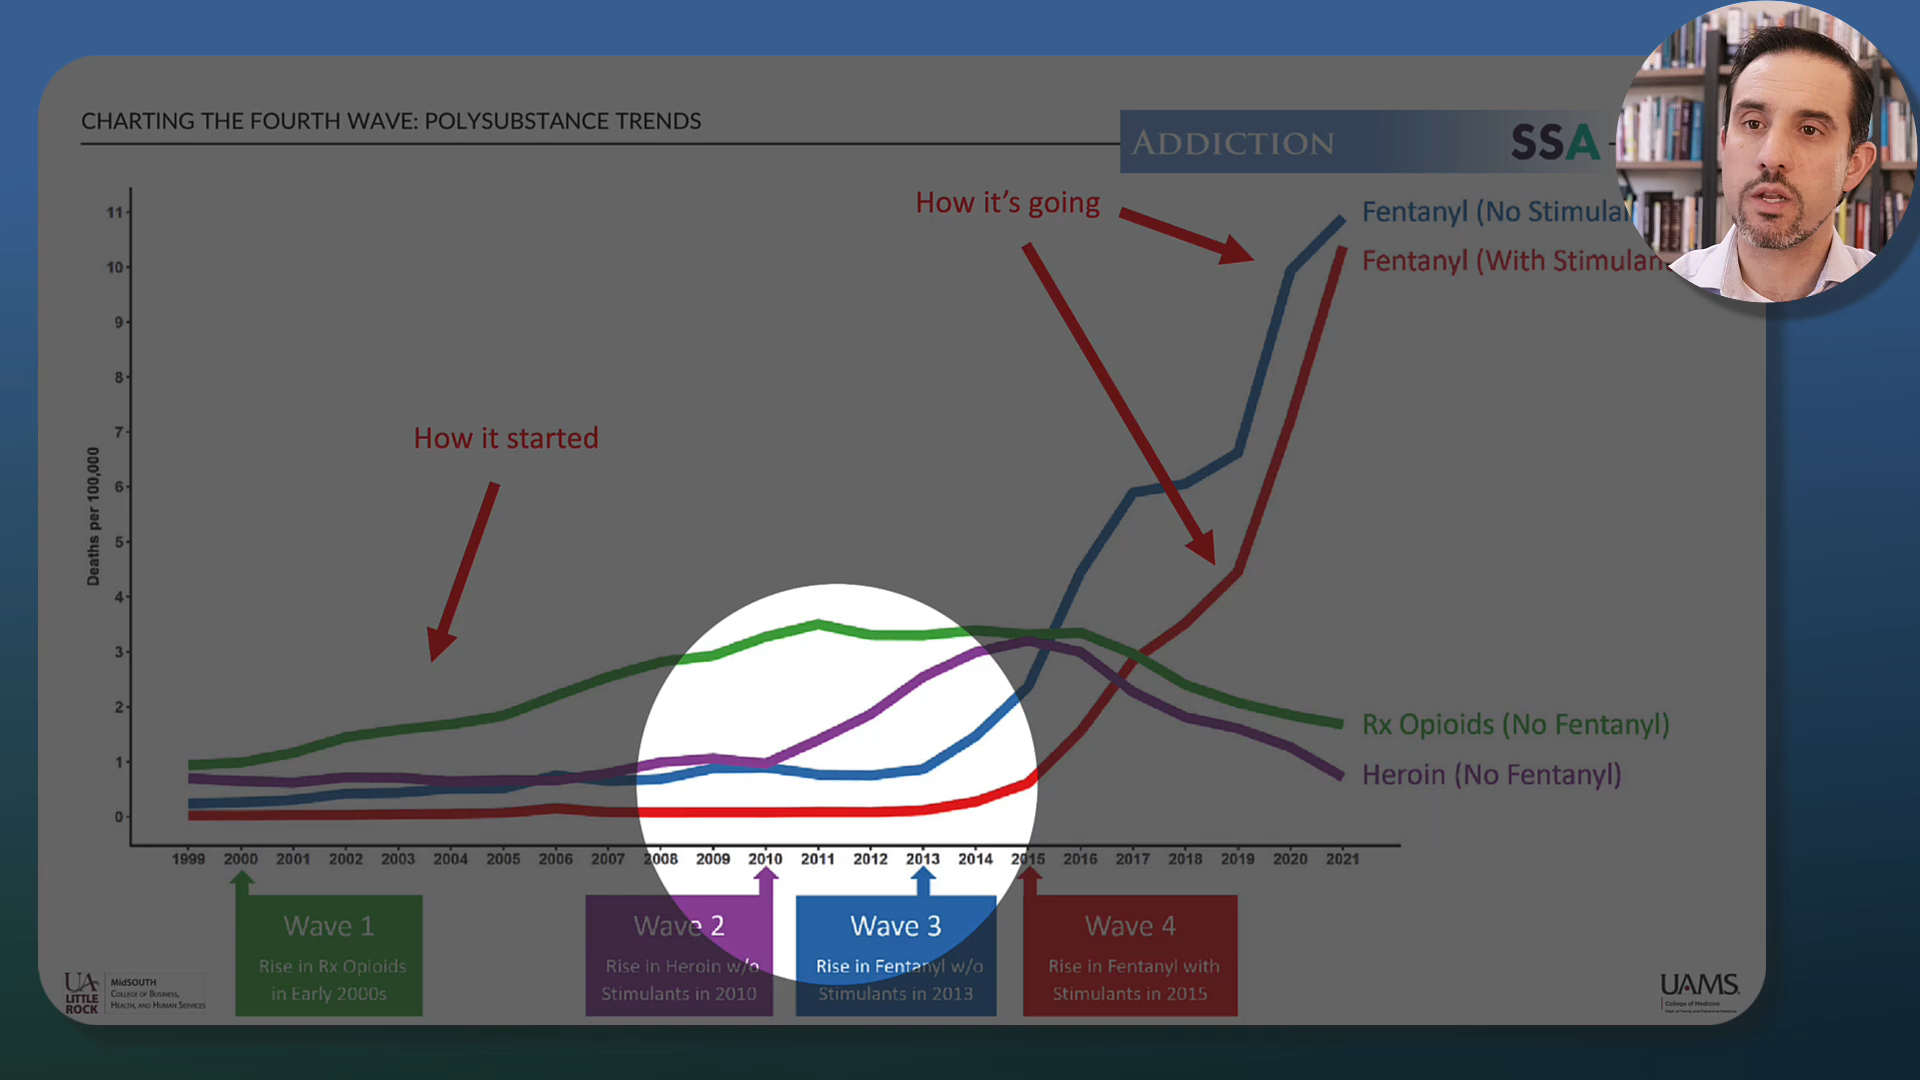 CHARTING THE FOURTH WAVE: POLYSUBSTANCE TRENDS
ADDICTION
SSA
How it's going
Fentanyl (No Stimulan
Fentanyl (With Stimulan
How it started
Deaths per 100,000
11
10
9
8
7
6
5
4
3
2
1
0
Rx Opioids (No Fentanyl)
Heroin (No Fentanyl)
1999 2000 2001 2002 2003 2004 2005 2006 2007 2008 2009 2010 2011 2012 2013 2014 2015 2016 2017 2018 2019 2020 2021
Wave 1
Rise in Rx Opioids
in Early 2000s
Wave 2
Rise in Heroin w/o
Stimulants in 2010
Wave 3
Rise in Fentanyl w/o
Stimulants in 2013
Wave 4
Rise in Fentanyl with
Stimulants in 2015
UA
LITTLE
ROCK
MidSOUTH
COLLEGE OF BUSINESS,
HEALTH, AND HUMAN SERVICES
UAMS
College of Medicine